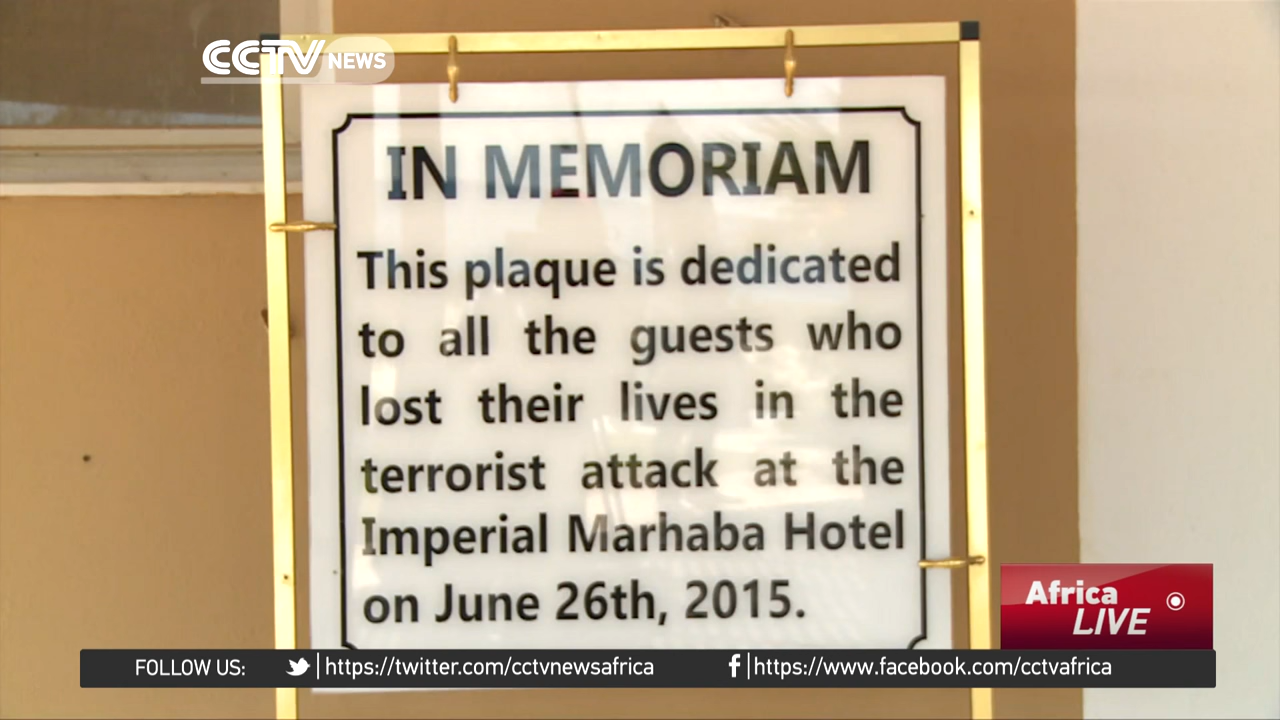 CCTV NEWS
IN MEMORIAM
This plaque is dedicated
to all the guests who
lost their lives in the
terrorist attack at the
Imperial Marhaba Hotel
on June 26th, 2015.
Africa
LIVE
FOLLOW US: https://twitter.com/cctvnewsafrica https://www.facebook.com/cctvafrica